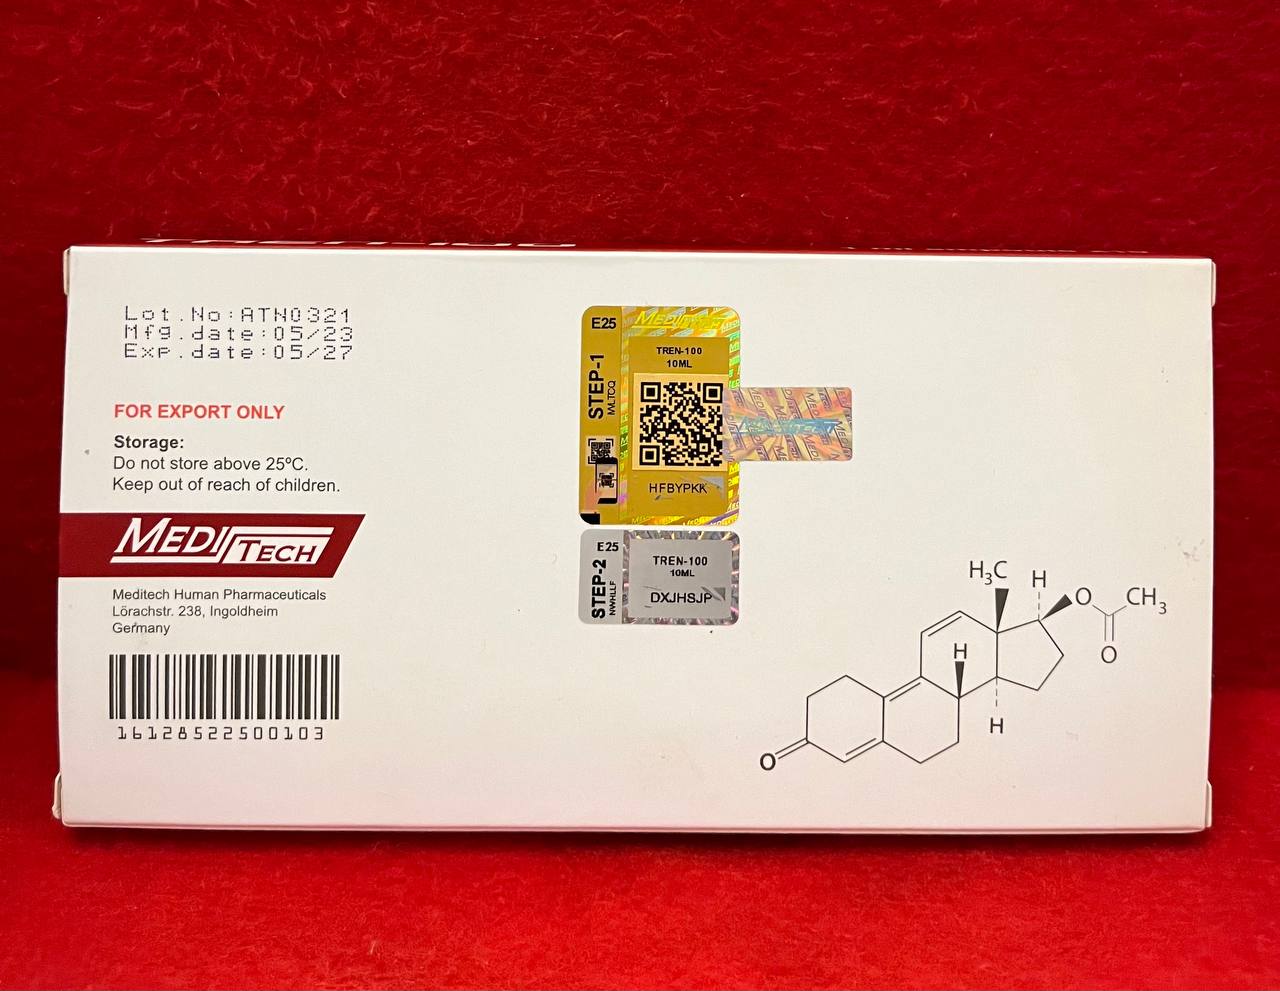 Lot.No:ATN0321
Mfg.date:05/23
Exp.date:05/27
FOR EXPORT ONLY
Storage:
Do not store above 25ºC.
Keep out of reach of children.
MEDITECH
Meditech Human Pharmaceuticals
Lörachstr. 238, Ingoldheim
Germany
16128522500103
E25
STEP-1
MEDITECH
TREN-100
10ML
HFBYPKK
MEDITECH
E25
STEP-2
NWHLLF
TREN-100
10ML
DXJHSJP
H₃C
H
O
CH₃
O
H
H
O